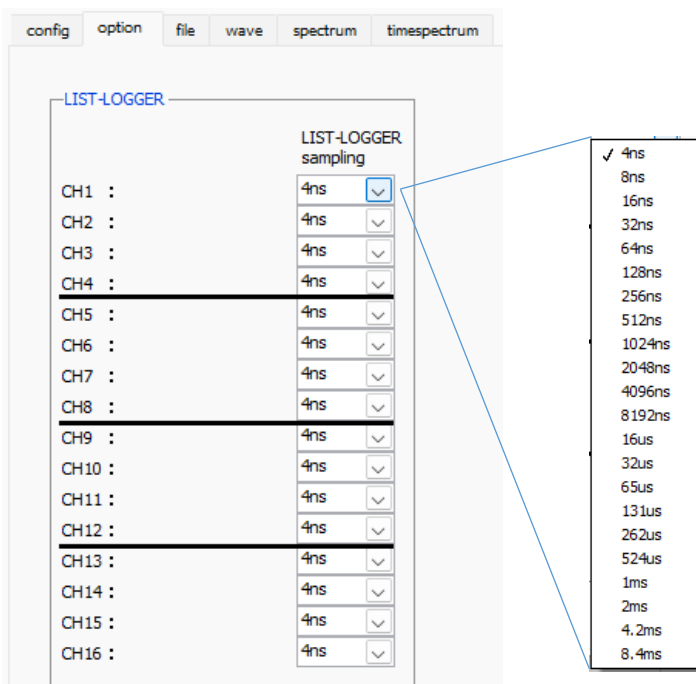 config option file wave spectrum timespectrum
LIST-LOGGER
LIST-LOGGER
sampling
CH1 : 4ns
CH2 : 4ns
CH3 : 4ns
CH4 : 4ns
CH5 : 4ns
CH6 : 4ns
CH7 : 4ns
CH8 : 4ns
CH9 : 4ns
CH10 : 4ns
CH11 : 4ns
CH12 : 4ns
CH13 : 4ns
CH14 : 4ns
CH15 : 4ns
CH16 : 4ns
✓ 4ns
8ns
16ns
32ns
64ns
128ns
256ns
512ns
1024ns
2048ns
4096ns
8192ns
16us
32us
65us
131us
262us
524us
1ms
2ms
4.2ms
8.4ms